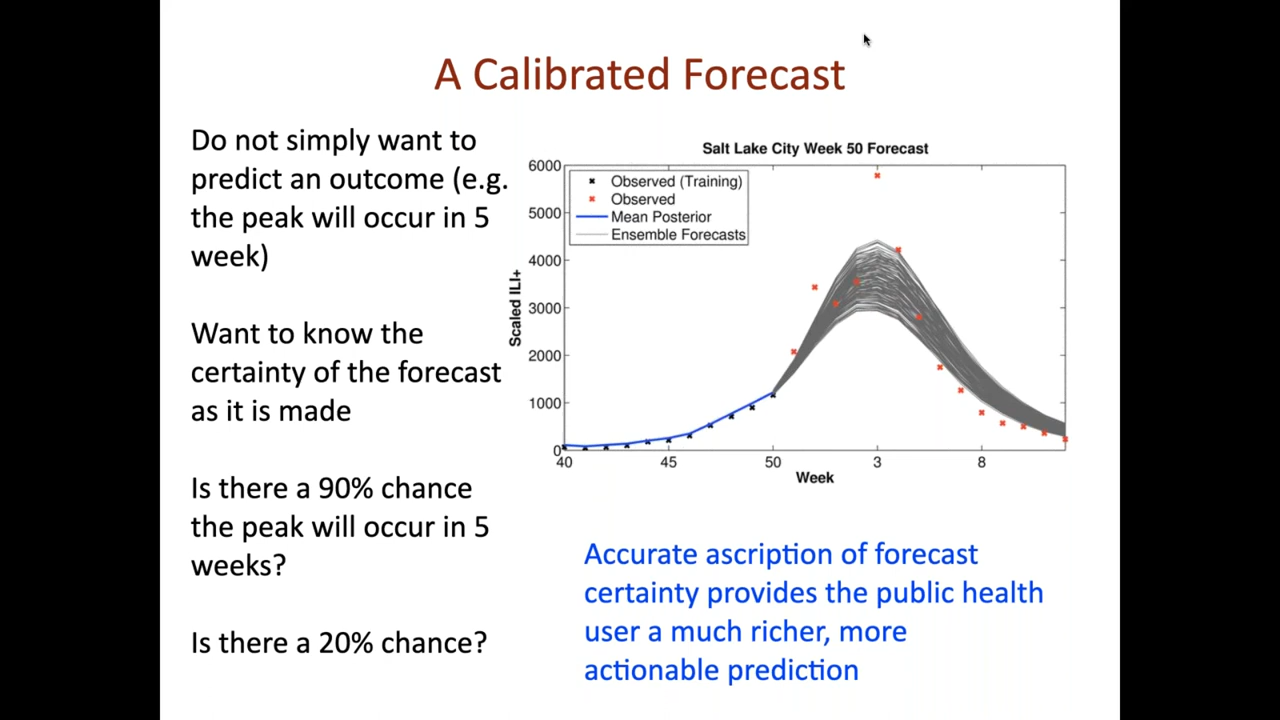 A Calibrated Forecast
Do not simply want to
predict an outcome (e.g.
the peak will occur in 5
week)
Want to know the
certainty of the forecast
as it is made
Is there a 90% chance
the peak will occur in 5
weeks?
Is there a 20% chance?
Salt Lake City Week 50 Forecast
Observed (Training)
Observed
Mean Posterior
Ensemble Forecasts
Scaled ILI+
6000
5000
4000
3000
2000
1000
0
40 45 50 3 8
Week
Accurate ascription of forecast
certainty provides the public health
user a much richer, more
actionable prediction